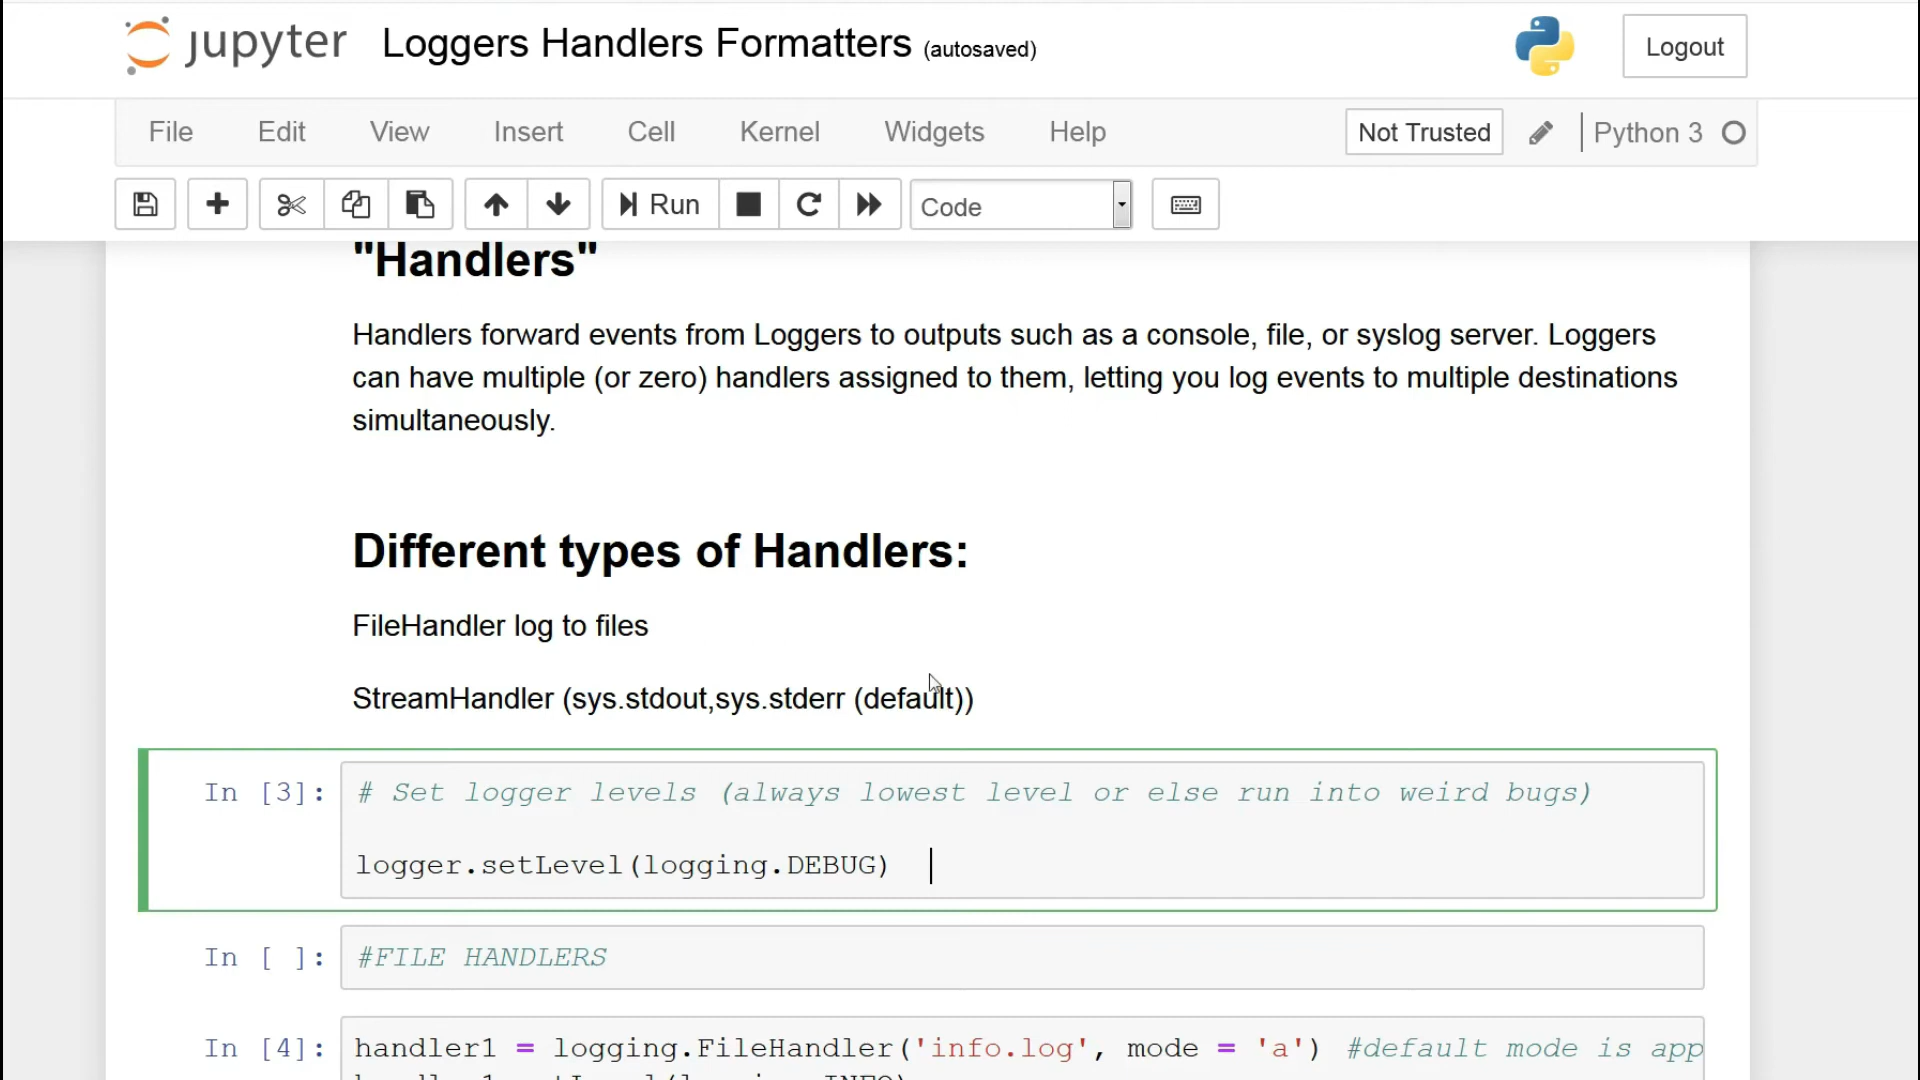 jupyter Loggers Handlers Formatters (autosaved) Logout
File Edit View Insert Cell Kernel Widgets Help Not Trusted Python 3
Run Code
"Handlers"
Handlers forward events from Loggers to outputs such as a console, file, or syslog server. Loggers
can have multiple (or zero) handlers assigned to them, letting you log events to multiple destinations
simultaneously.
Different types of Handlers:
FileHandler log to files
StreamHandler (sys.stdout,sys.stderr (default))
In [3]: # Set logger levels (always lowest level or else run into weird bugs)
logger.setLevel(logging.DEBUG)
In [ ]: #FILE HANDLERS
In [4]: handler1 = logging.FileHandler('info.log', mode = 'a') #default mode is app